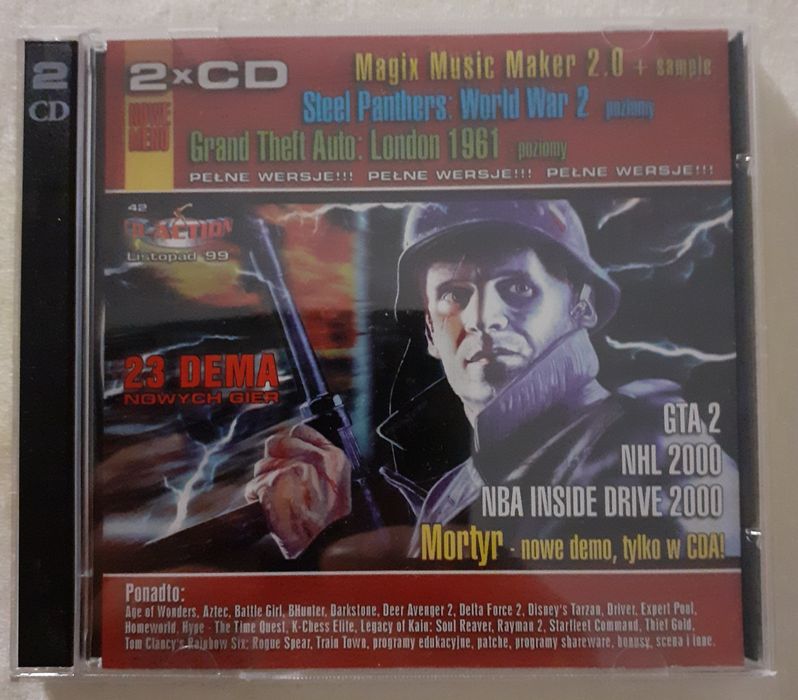 2
CD
2xCD
Magix Music Maker 2.0 + sample
NOWE
MENU
Steel Panthers: World War 2 poziomy
Grand Theft Auto: London 1961 - poziomy
PEŁNE WERSJE!!! PEŁNE WERSJE!!! PEŁNE WERSJE!!!
42
CD-ACTION
Listopad '99
23 DEMA
NOWYCH GIER
GTA 2
NHL 2000
NBA INSIDE DRIVE 2000
Mortyr - nowe demo, tylko w CDA!
Ponadto:
Age of Wonders, Aztec, Battle Girl, BHunter, Darkstone, Deer Avenger 2, Delta Force 2, Disney's Tarzan, Driver, Expert Pool,
Homeworld, Hype - The Time Quest, K-Chess Elite, Legacy of Kain: Soul Reaver, Rayman 2, Starfleet Command, Thief Gold,
Tom Clancy's Rainbow Six: Rogue Spear, Train Town, programy edukacyjne, patche, programy shareware, bonusy, scena i inne.